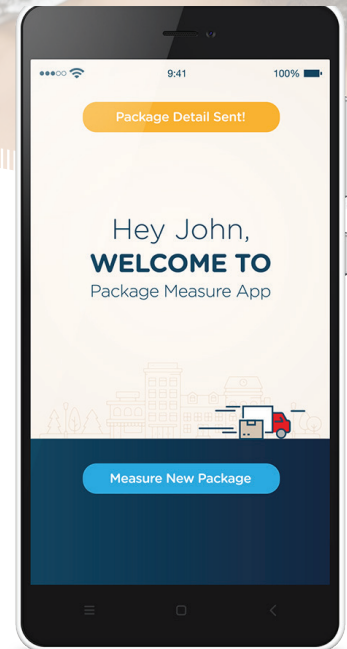 9:41
100%
Package Detail Sent!
Hey John,
WELCOME TO
Package Measure App
Measure New Package